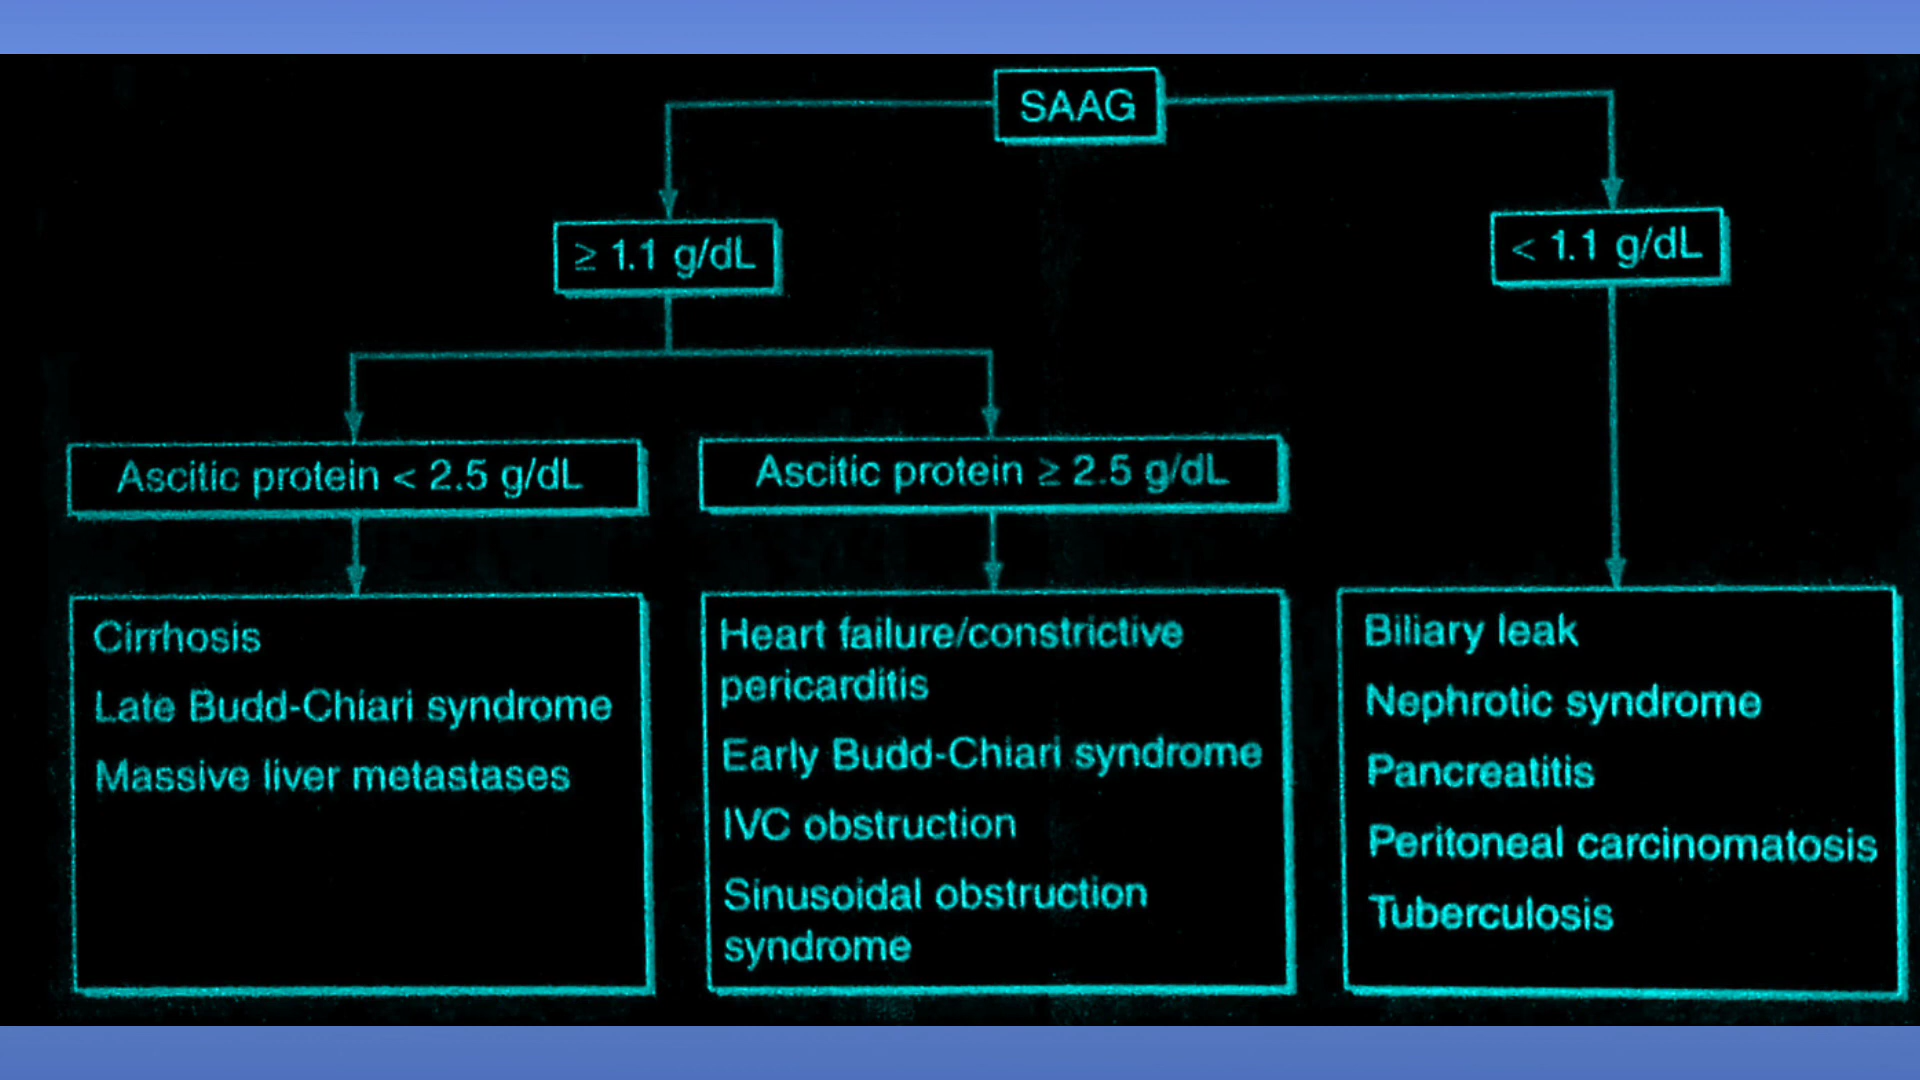 SAAG
≥ 1.1 g/dL
< 1.1 g/dL
Ascitic protein < 2.5 g/dL
Ascitic protein ≥ 2.5 g/dL
Cirrhosis
Late Budd-Chiari syndrome
Massive liver metastases
Heart failure/constrictive
pericarditis
Early Budd-Chiari syndrome
IVC obstruction
Sinusoidal obstruction
syndrome
Biliary leak
Nephrotic syndrome
Pancreatitis
Peritoneal carcinomatosis
Tuberculosis